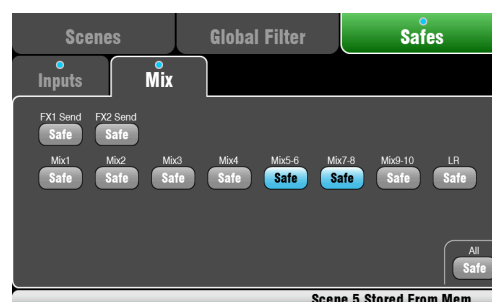 Scenes Global Filter Safes
Inputs Mix
FX1 Send FX2 Send
Safe Safe
Mix1 Mix2 Mix3 Mix4 Mix5-6 Mix7-8 Mix9-10 LR
Safe Safe Safe Safe Safe Safe Safe Safe
All
Safe
Scene 5 Stored From Mem